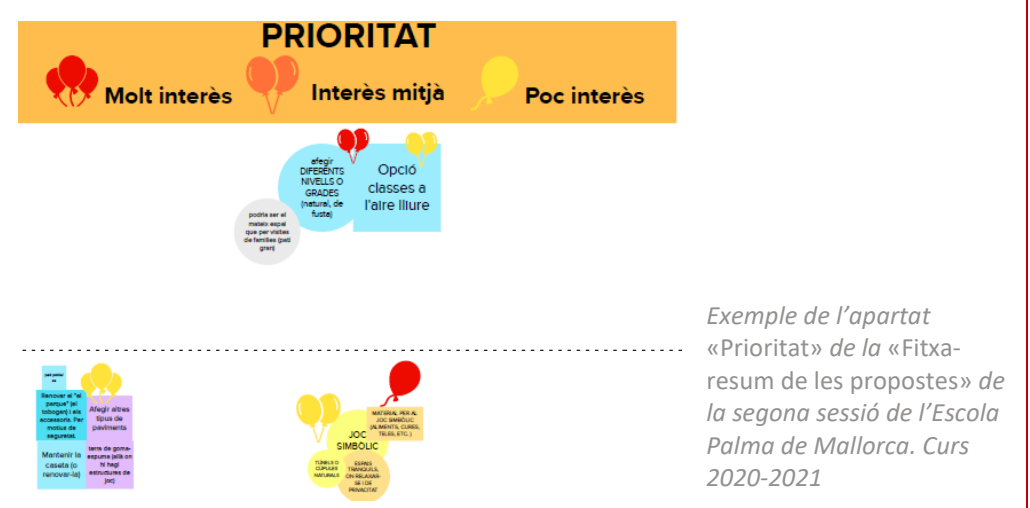 PRIORITAT
Molt interès
Interès mitjà
Poc interès
afegir
DIFERENTS
NIVELLS O
GRADES
(natural, de
fusta)
Opció
classes a
l'aire lliure
podria ser el
mateix espai
que per visites
de famílies (pati
gran)
Renovar el "al
parque" (el
tobogan) i els
accessoris. Per
motius de
seguretat.
Afegir altres
tipus de
paviments
Mantenir la
caseta (o
renovar-la)
terra de goma-
espuma (allà on
hi hagi
estructures de
joc)
JOC
SIMBÒLIC
MATERIAL PER AL
JOC SIMBÒLIC
(ALIMENTS, CURES,
TELES, ETC.)
TÚNELS O
CÚPULES
NATURALS
ESPAIS
TRANQUILS,
ON RELAXAR-
SE I DE
PRIVACITAT
Exemple de l’apartat
«Prioritat» de la «Fitxa-
resum de les propostes» de
la segona sessió de l’Escola
Palma de Mallorca. Curs
2020-2021